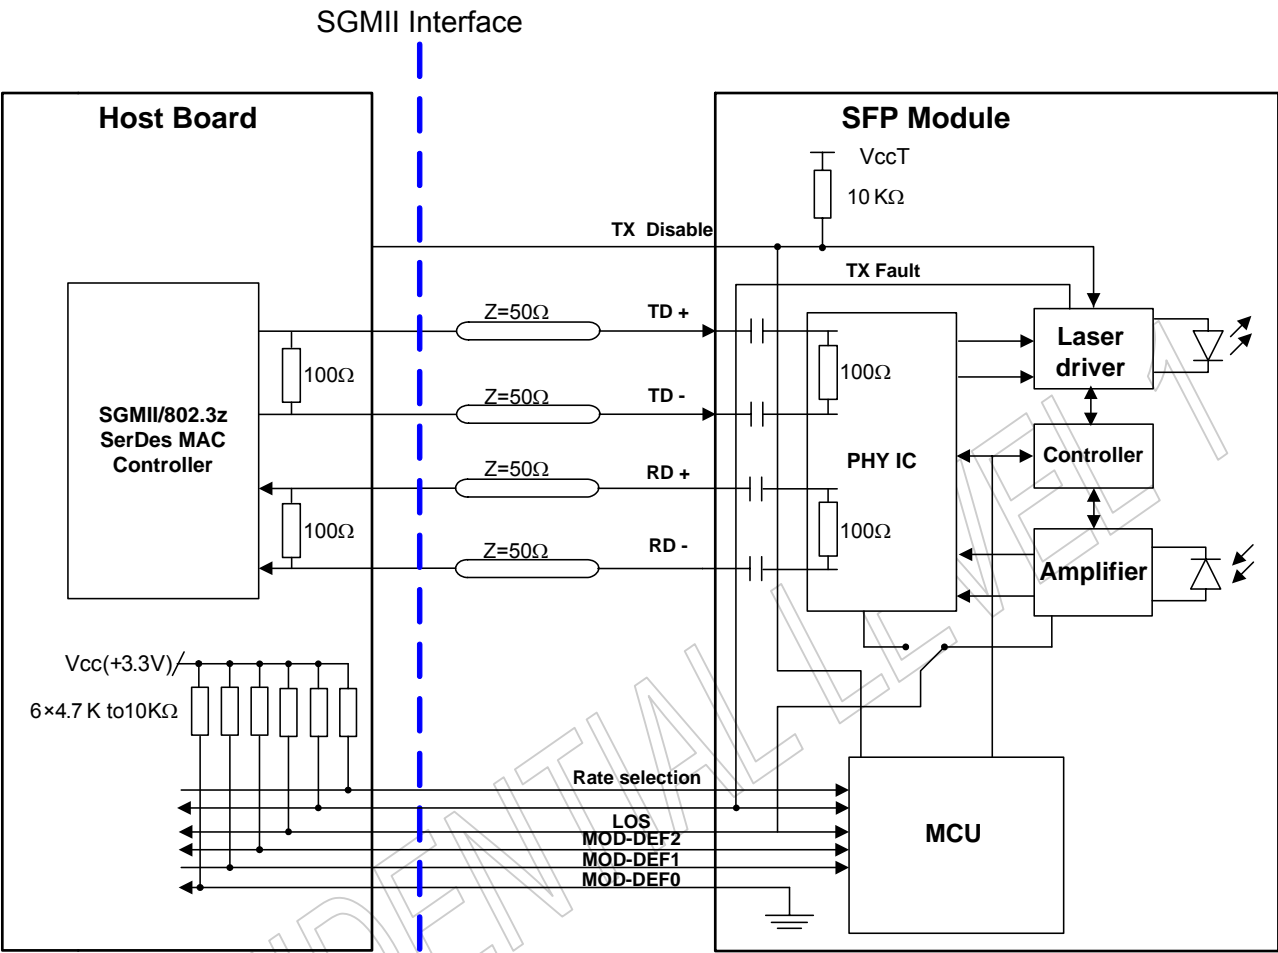 SGMII Interface
Host Board
SFP Module
VccT
10 KΩ
TX Disable
TX Fault
Z=50Ω
TD +
100Ω
100Ω
Laser
driver
Z=50Ω
TD -
SGMII/802.3z
SerDes MAC
Controller
Z=50Ω
RD +
PHY IC
Controller
100Ω
100Ω
Z=50Ω
RD -
Amplifier
Vcc(+3.3V)
6×4.7 K to10KΩ
Rate selection
LOS
MOD-DEF2
MOD-DEF1
MOD-DEF0
MCU